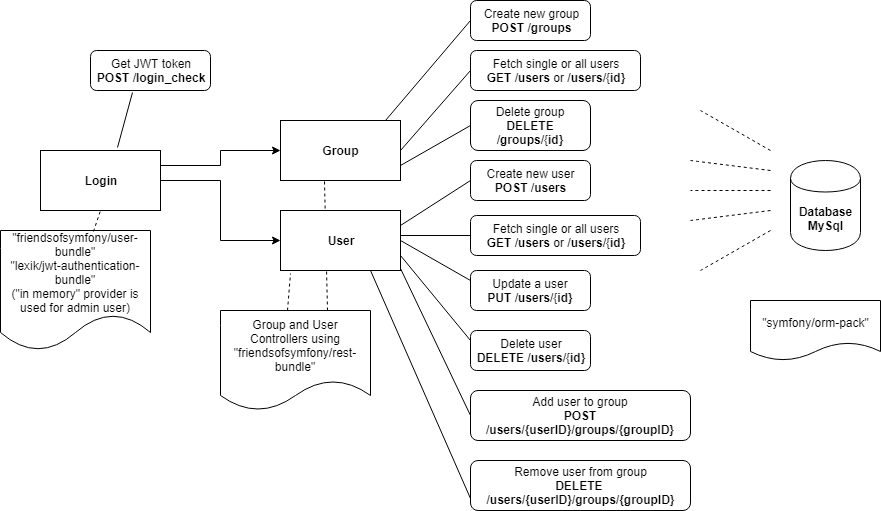 Create new group
POST /groups
Get JWT token
POST /login_check
Fetch single or all users
GET /users or /users/{id}
Delete group
DELETE
/groups/{id}
Group
Login
Create new user
POST /users
Database
MySql
User
Fetch single or all users
GET /users or /users/{id}
"friendsofsymfony/user-
bundle"
"lexik/jwt-authentication-
bundle"
("in memory" provider is
used for admin user)
Update a user
PUT /users/{id}
Group and User
Controllers using
"friendsofsymfony/rest-
bundle"
"symfony/orm-pack"
Delete user
DELETE /users/{id}
Add user to group
POST
/users/{userID}/groups/{groupID}
Remove user from group
DELETE
/users/{userID}/groups/{groupID}